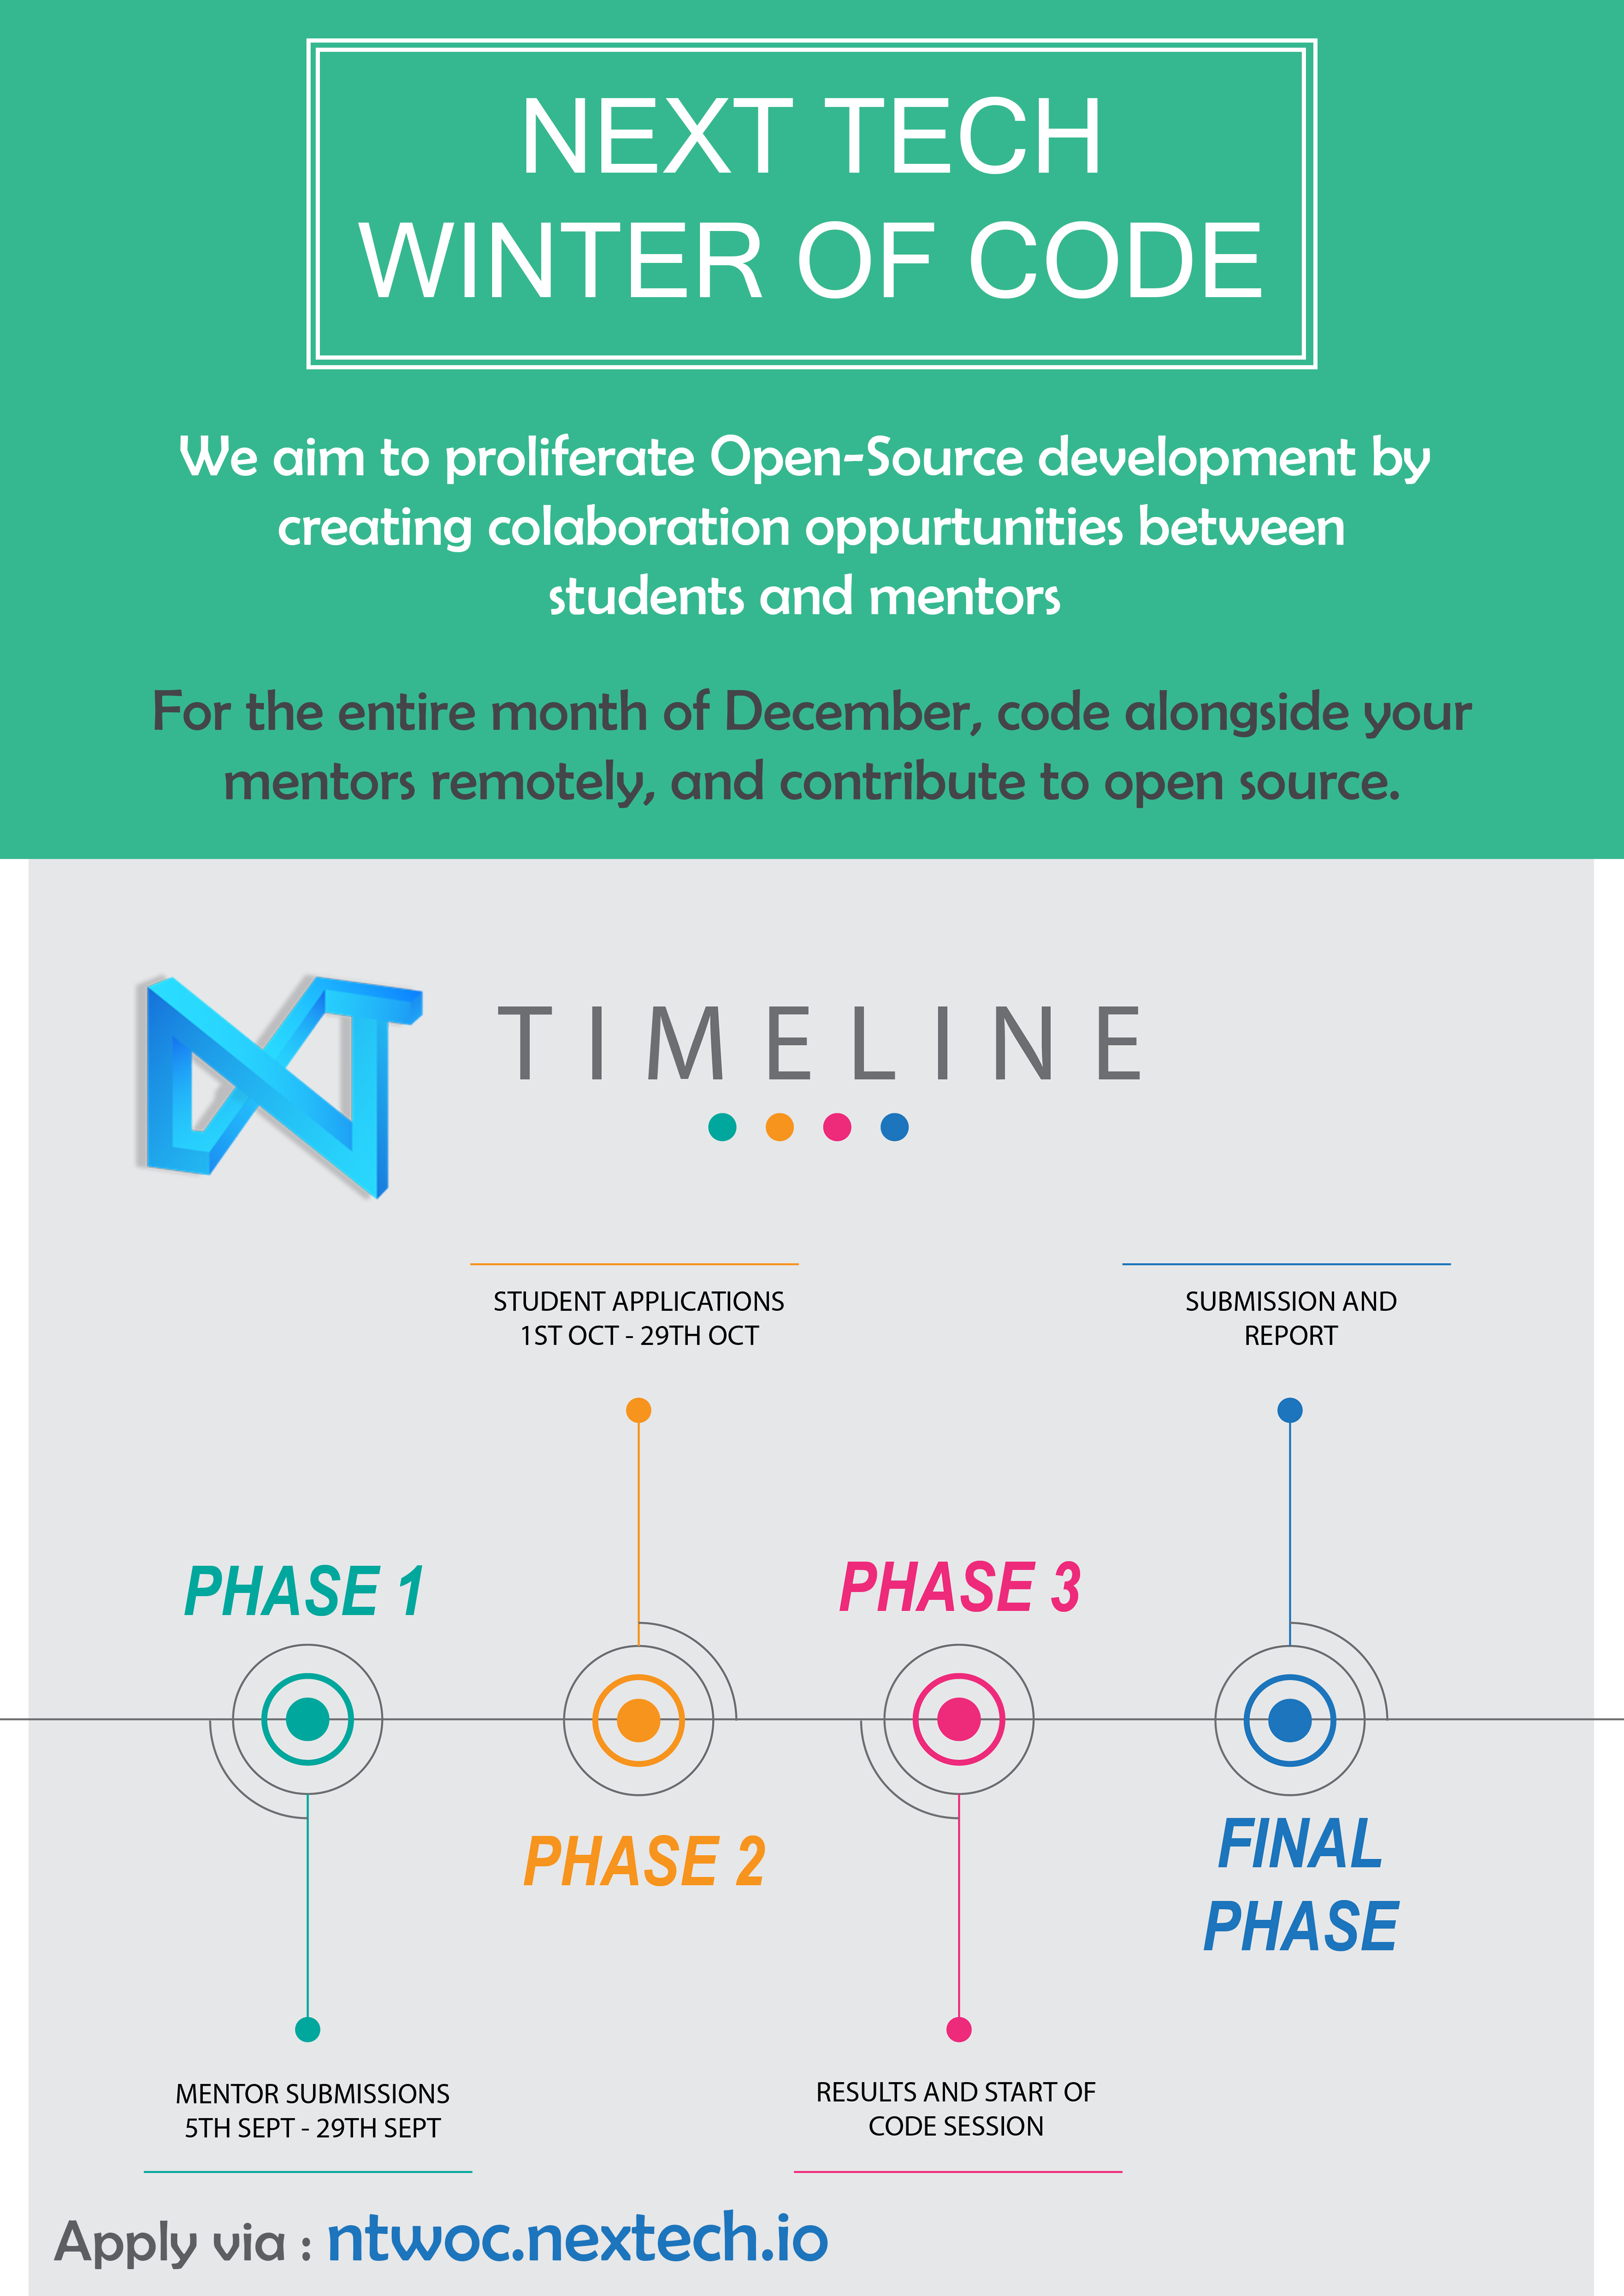 NEXT TECH
WINTER OF CODE
We aim to proliferate Open-Source development by
creating colaboration oppurtunities between
students and mentors
For the entire month of December, code alongside your
mentors remotely, and contribute to open source.
TIMELINE
STUDENT APPLICATIONS
1ST OCT - 29TH OCT
SUBMISSION AND
REPORT
PHASE 1
PHASE 3
PHASE 2
FINAL
PHASE
MENTOR SUBMISSIONS
5TH SEPT - 29TH SEPT
RESULTS AND START OF
CODE SESSION
Apply via : ntwoc.nextech.io